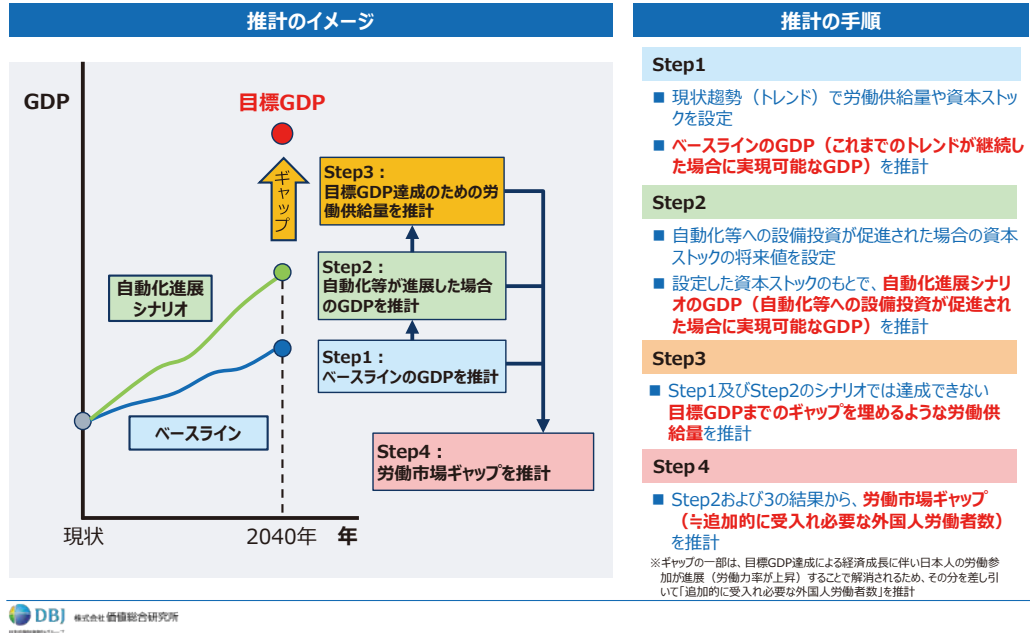 推計のイメージ
GDP
目標GDP
ギャップ
Step3：
目標GDP達成のための労
働供給量を推計
Step2：
自動化等が進展した場合
のGDPを推計
自動化進展
シナリオ
Step1：
ベースラインのGDPを推計
ベースライン
Step4：
労働市場ギャップを推計
現状
2040年
年
推計の手順
Step1
■ 現状趨勢（トレンド）で労働供給量や資本ストッ
クを設定
■ ベースラインのGDP（これまでのトレンドが継続し
た場合に実現可能なGDP）を推計
Step2
■ 自動化等への設備投資が促進された場合の資本
ストックの将来値を設定
■ 設定した資本ストックのもとで、自動化進展シナリ
オのGDP（自動化等への設備投資が促進され
た場合に実現可能なGDP）を推計
Step3
■ Step1及びStep2のシナリオでは達成できない
目標GDPまでのギャップを埋めるような労働供
給量を推計
Step４
■ Step2および3の結果から、労働市場ギャップ
（≒追加的に受入れ必要な外国人労働者数）
を推計
※ギャップの一部は、目標GDP達成による経済成長に伴い日本人の労働参
加が進展（労働力率が上昇）することで解消されるため、その分を差し引
いて「追加的に受入れ必要な外国人労働者数」を推計
DBJ 株式会社価値総合研究所